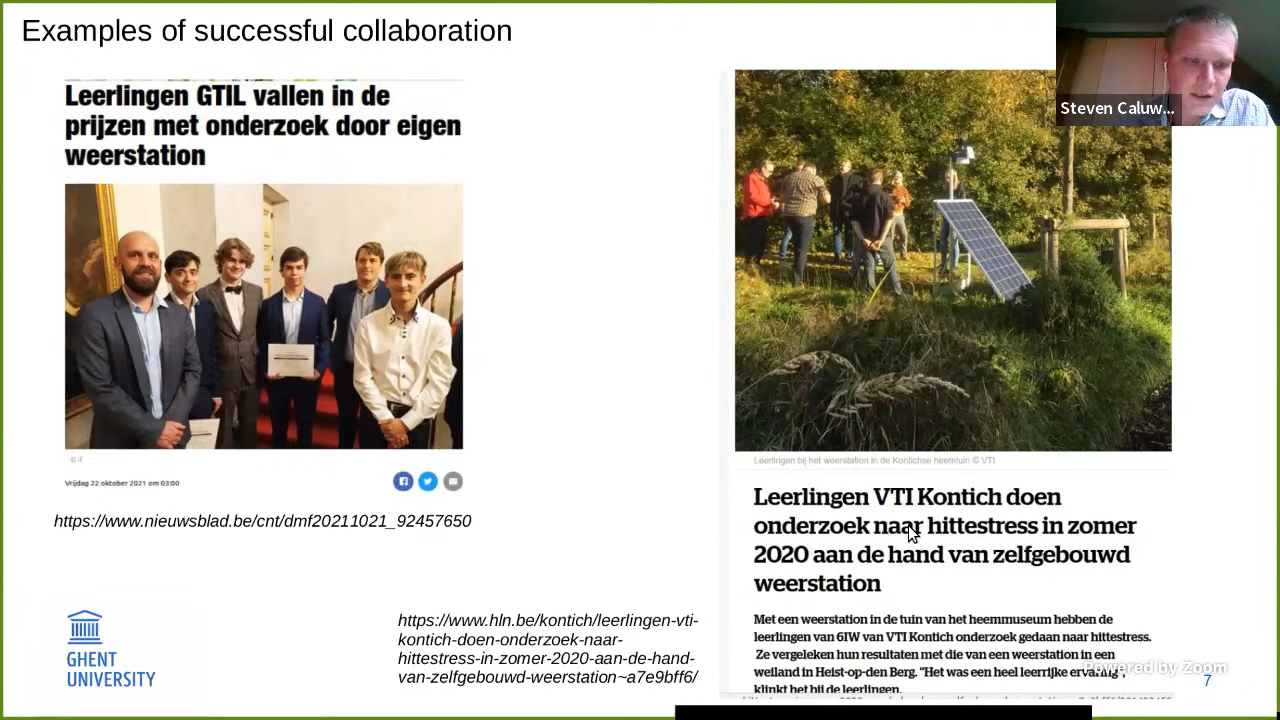 Examples of successful collaboration
Steven Caluw...
Leerlingen GTIL vallen in de
prijzen met onderzoek door eigen
weerstation
Vrijdag 22 oktober 2021 om 03:00
https://www.nieuwsblad.be/cnt/dmf20211021_92457650
GHENT
UNIVERSITY
https://www.hln.be/kontich/leerlingen-vti-
kontich-doen-onderzoek-naar-
hittestress-in-zomer-2020-aan-de-hand-
van-zelfgebouwd-weerstation~a7e9bff6/
Leerlingen bij het weerstation in de Kontichse heemtuin © VTI
Leerlingen VTI Kontich doen
onderzoek naar hittestress in zomer
2020 aan de hand van zelfgebouwd
weerstation
Met een weerstation in de tuin van het heemmuseum hebben de
leerlingen van 6IW van VTI Kontich onderzoek gedaan naar hittestress.
Ze vergeleken hun resultaten met die van een weerstation in een
weiland in Heist-op-den Berg. "Het was een heel leerrijke ervaring",
klinkt het bij de leerlingen.
Powered by Zoom
7